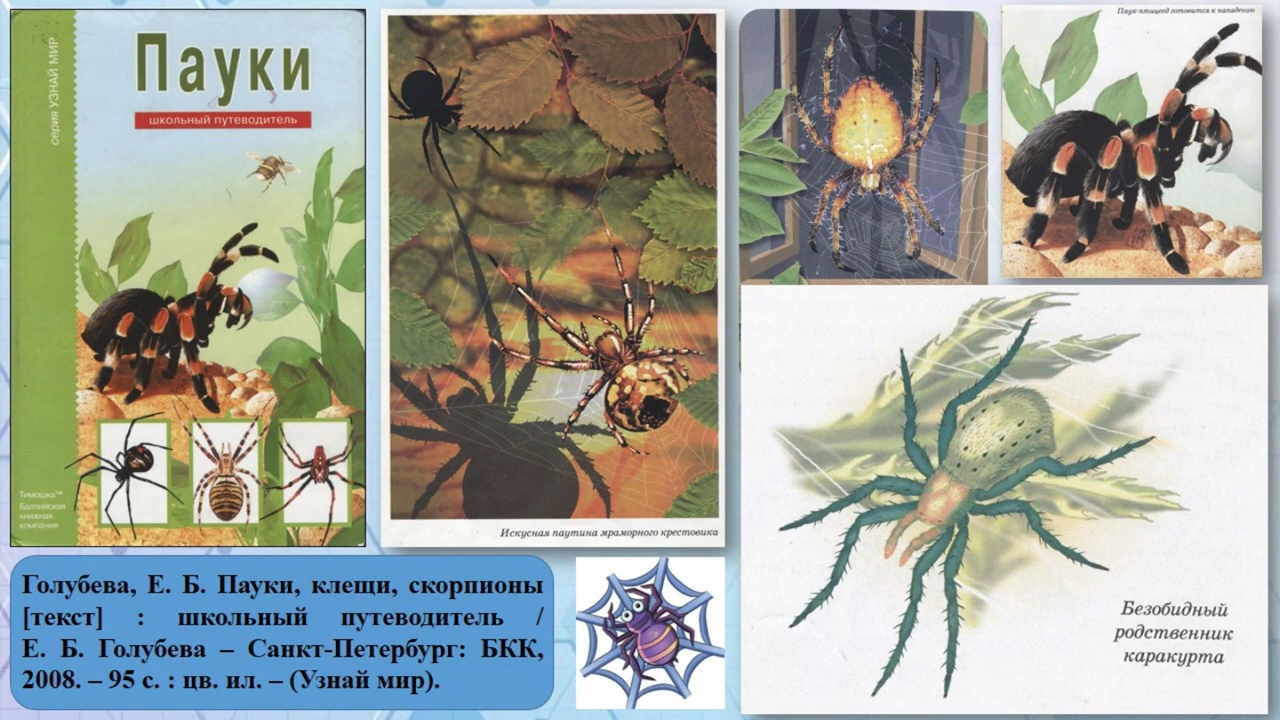 серия УЗНАЙ МИР
Пауки
школьный путеводитель
Тимошка™
Балтийская
книжная
компания
Искусная паутина мраморного крестовика
Паук-птицеед готовится к нападению
Безобидный
родственник
каракурта
Голубева, Е. Б. Пауки, клещи, скорпионы
[текст] : школьный путеводитель /
Е. Б. Голубева – Санкт-Петербург: БКК,
2008. – 95 с. : цв. ил. – (Узнай мир).